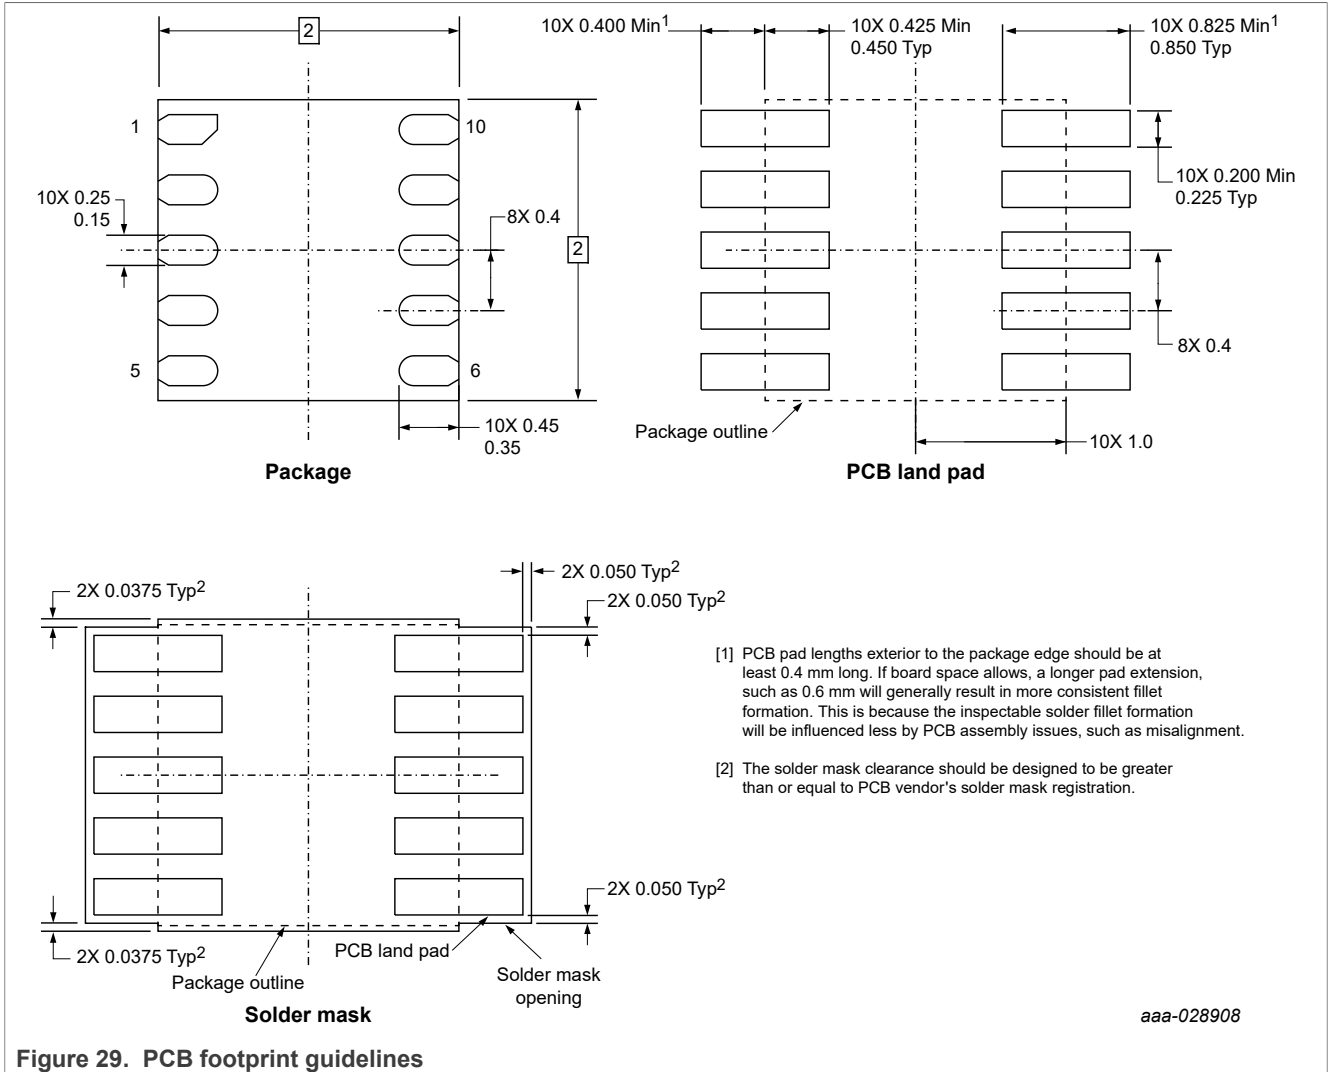 2
10X 0.400 Min1
10X 0.425 Min
0.450 Typ
10X 0.825 Min1
0.850 Typ
1
10
10X 0.25
0.15
8X 0.4
2
5
6
10X 0.45
0.35
Package
10X 0.200 Min
0.225 Typ
8X 0.4
Package outline
10X 1.0
PCB land pad
2X 0.0375 Typ2
2X 0.050 Typ2
2X 0.050 Typ2
2X 0.050 Typ2
2X 0.0375 Typ2
Package outline
PCB land pad
Solder mask
opening
Solder mask
[1] PCB pad lengths exterior to the package edge should be at
least 0.4 mm long. If board space allows, a longer pad extension,
such as 0.6 mm will generally result in more consistent fillet
formation. This is because the inspectable solder fillet formation
will be influenced less by PCB assembly issues, such as misalignment.
[2] The solder mask clearance should be designed to be greater
than or equal to PCB vendor's solder mask registration.
aaa-028908
Figure 29. PCB footprint guidelines